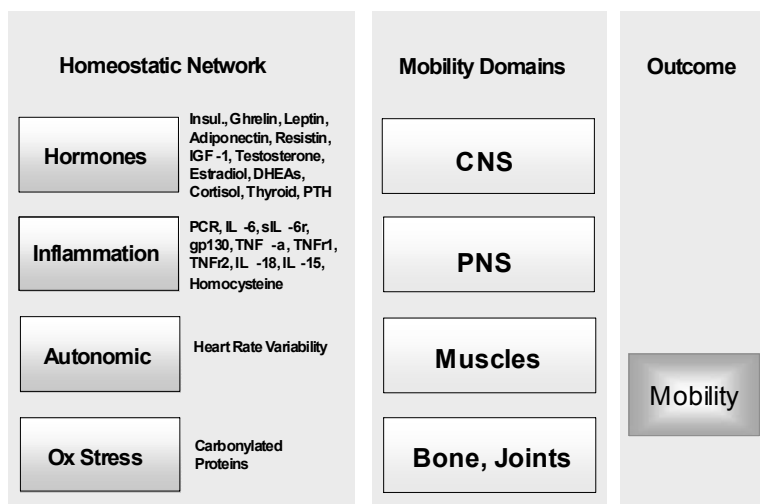 Homeostatic Network
Hormones
Insul., Ghrelin, Leptin,
Adiponectin, Resistin,
IGF -1, Testosterone,
Estradiol, DHEAs,
Cortisol, Thyroid, PTH
Inflammation
PCR, IL -6, sIL -6r,
gp130, TNF -a, TNFr1,
TNFr2, IL -18, IL -15,
Homocysteine
Autonomic
Heart Rate Variability
Ox Stress
Carbonylated
Proteins
Mobility Domains
CNS
PNS
Muscles
Bone, Joints
Outcome
Mobility